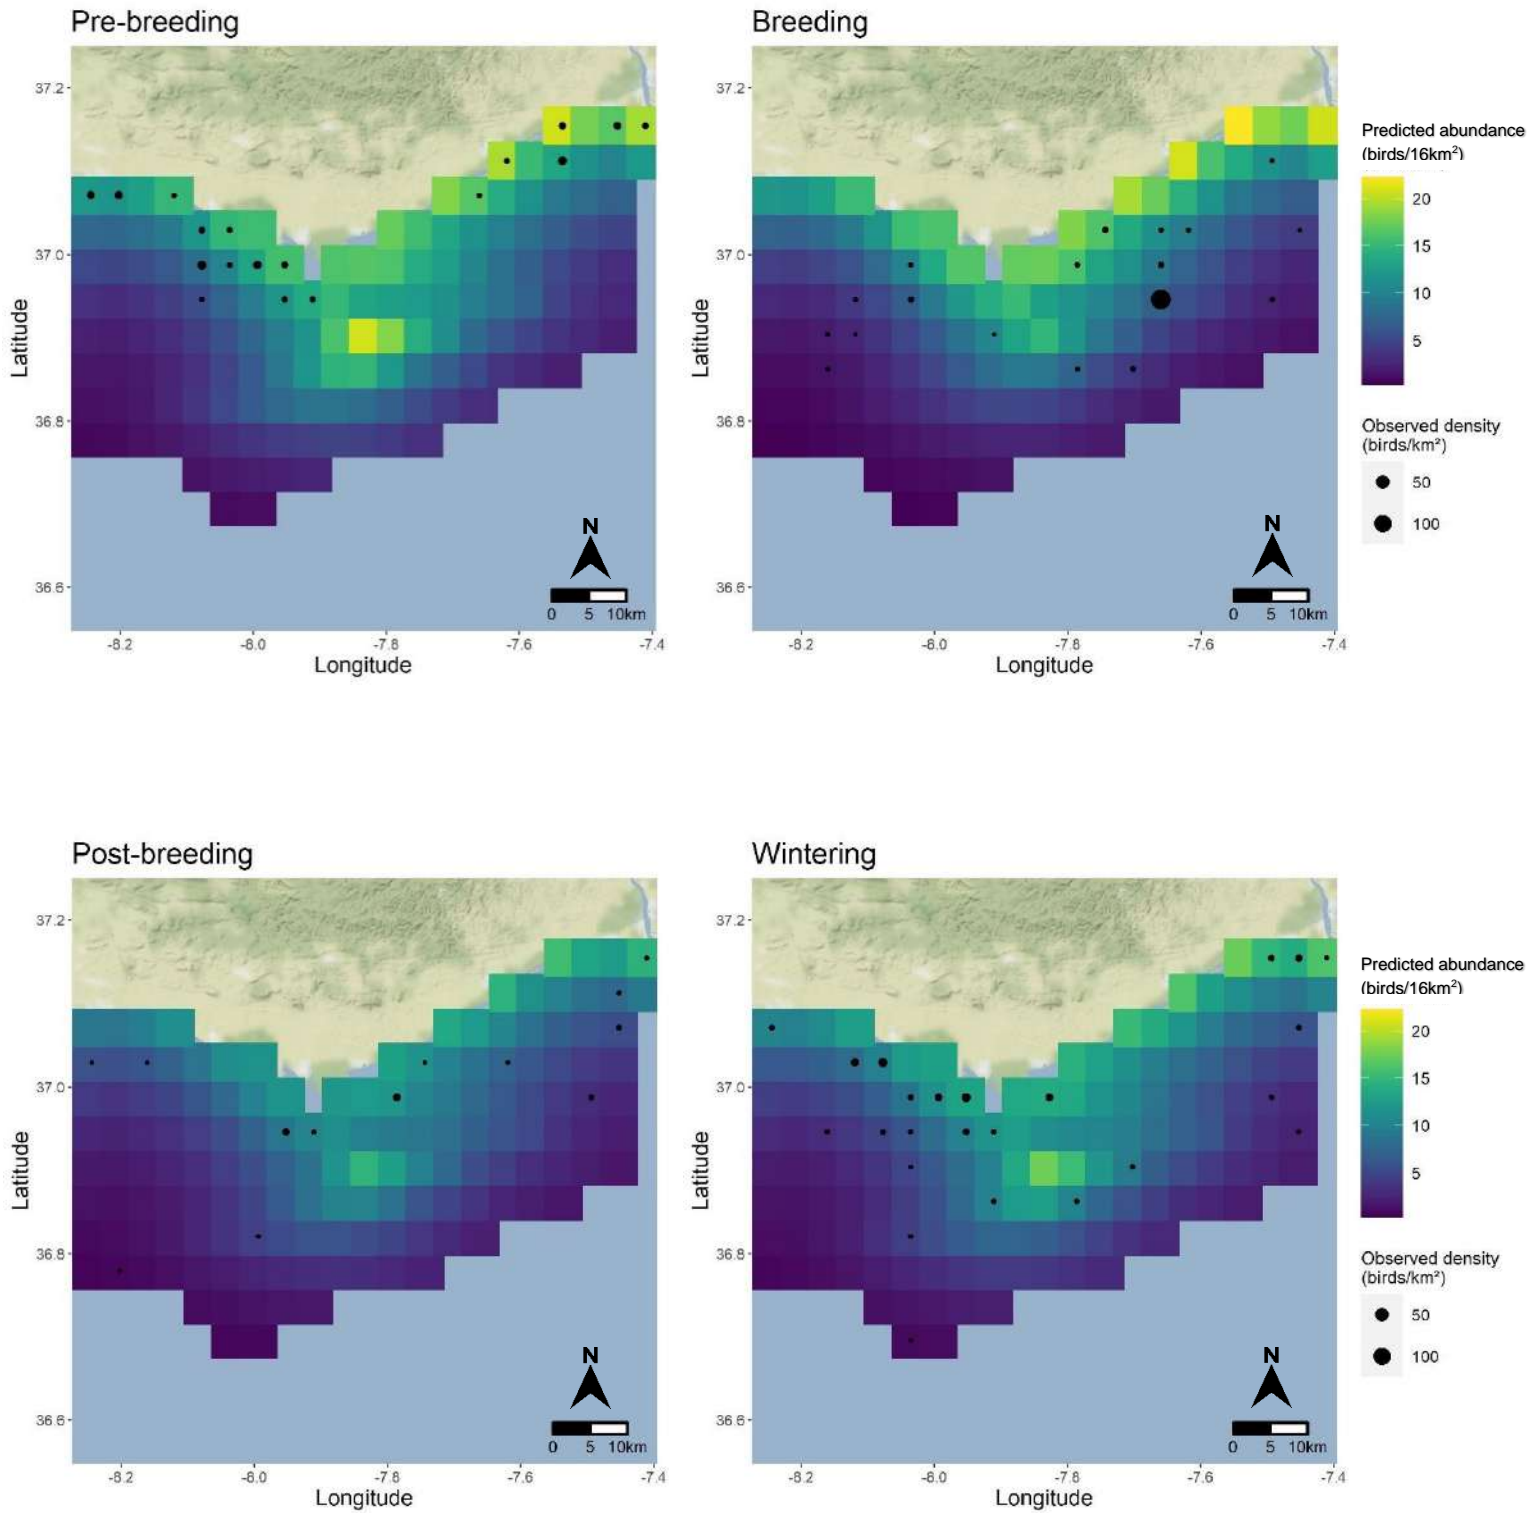 Pre-breeding
Breeding
37.2
37.0
36.8
36.6
Latitude
-8.2 -8.0 -7.8 -7.6 -7.4
Longitude
N
0 5 10km
37.2
37.0
36.8
36.6
Latitude
-8.2 -8.0 -7.8 -7.6 -7.4
Longitude
N
0 5 10km
Predicted abundance
(birds/16km²)
20
15
10
5
Observed density
(birds/km²)
50
100
Post-breeding
Wintering
37.2
37.0
36.8
36.6
Latitude
-8.2 -8.0 -7.8 -7.6 -7.4
Longitude
N
0 5 10km
37.2
37.0
36.8
36.6
Latitude
-8.2 -8.0 -7.8 -7.6 -7.4
Longitude
N
0 5 10km
Predicted abundance
(birds/16km²)
20
15
10
5
Observed density
(birds/km²)
50
100